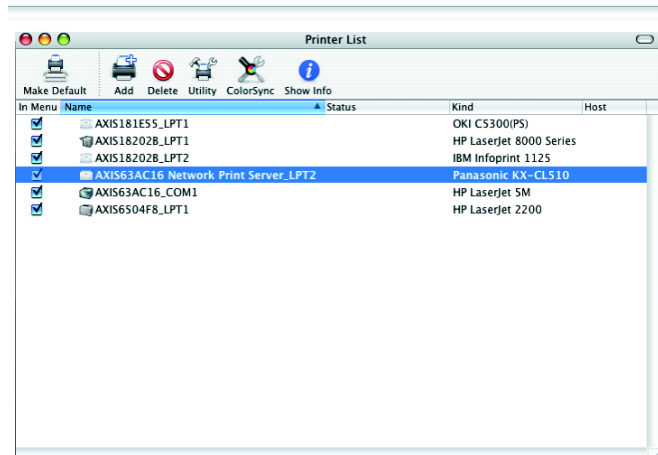 Printer List
Make Default Add Delete Utility ColorSync Show Info
In Menu Name Status Kind Host
AXIS181E55_LPT1 OKI C5300(PS)
AXIS18202B_LPT1 HP LaserJet 8000 Series
AXIS18202B_LPT2 IBM Infoprint 1125
AXIS63AC16 Network Print Server_LPT2 Panasonic KX-CL510
AXIS63AC16_COM1 HP LaserJet 5M
AXIS6504F8_LPT1 HP LaserJet 2200